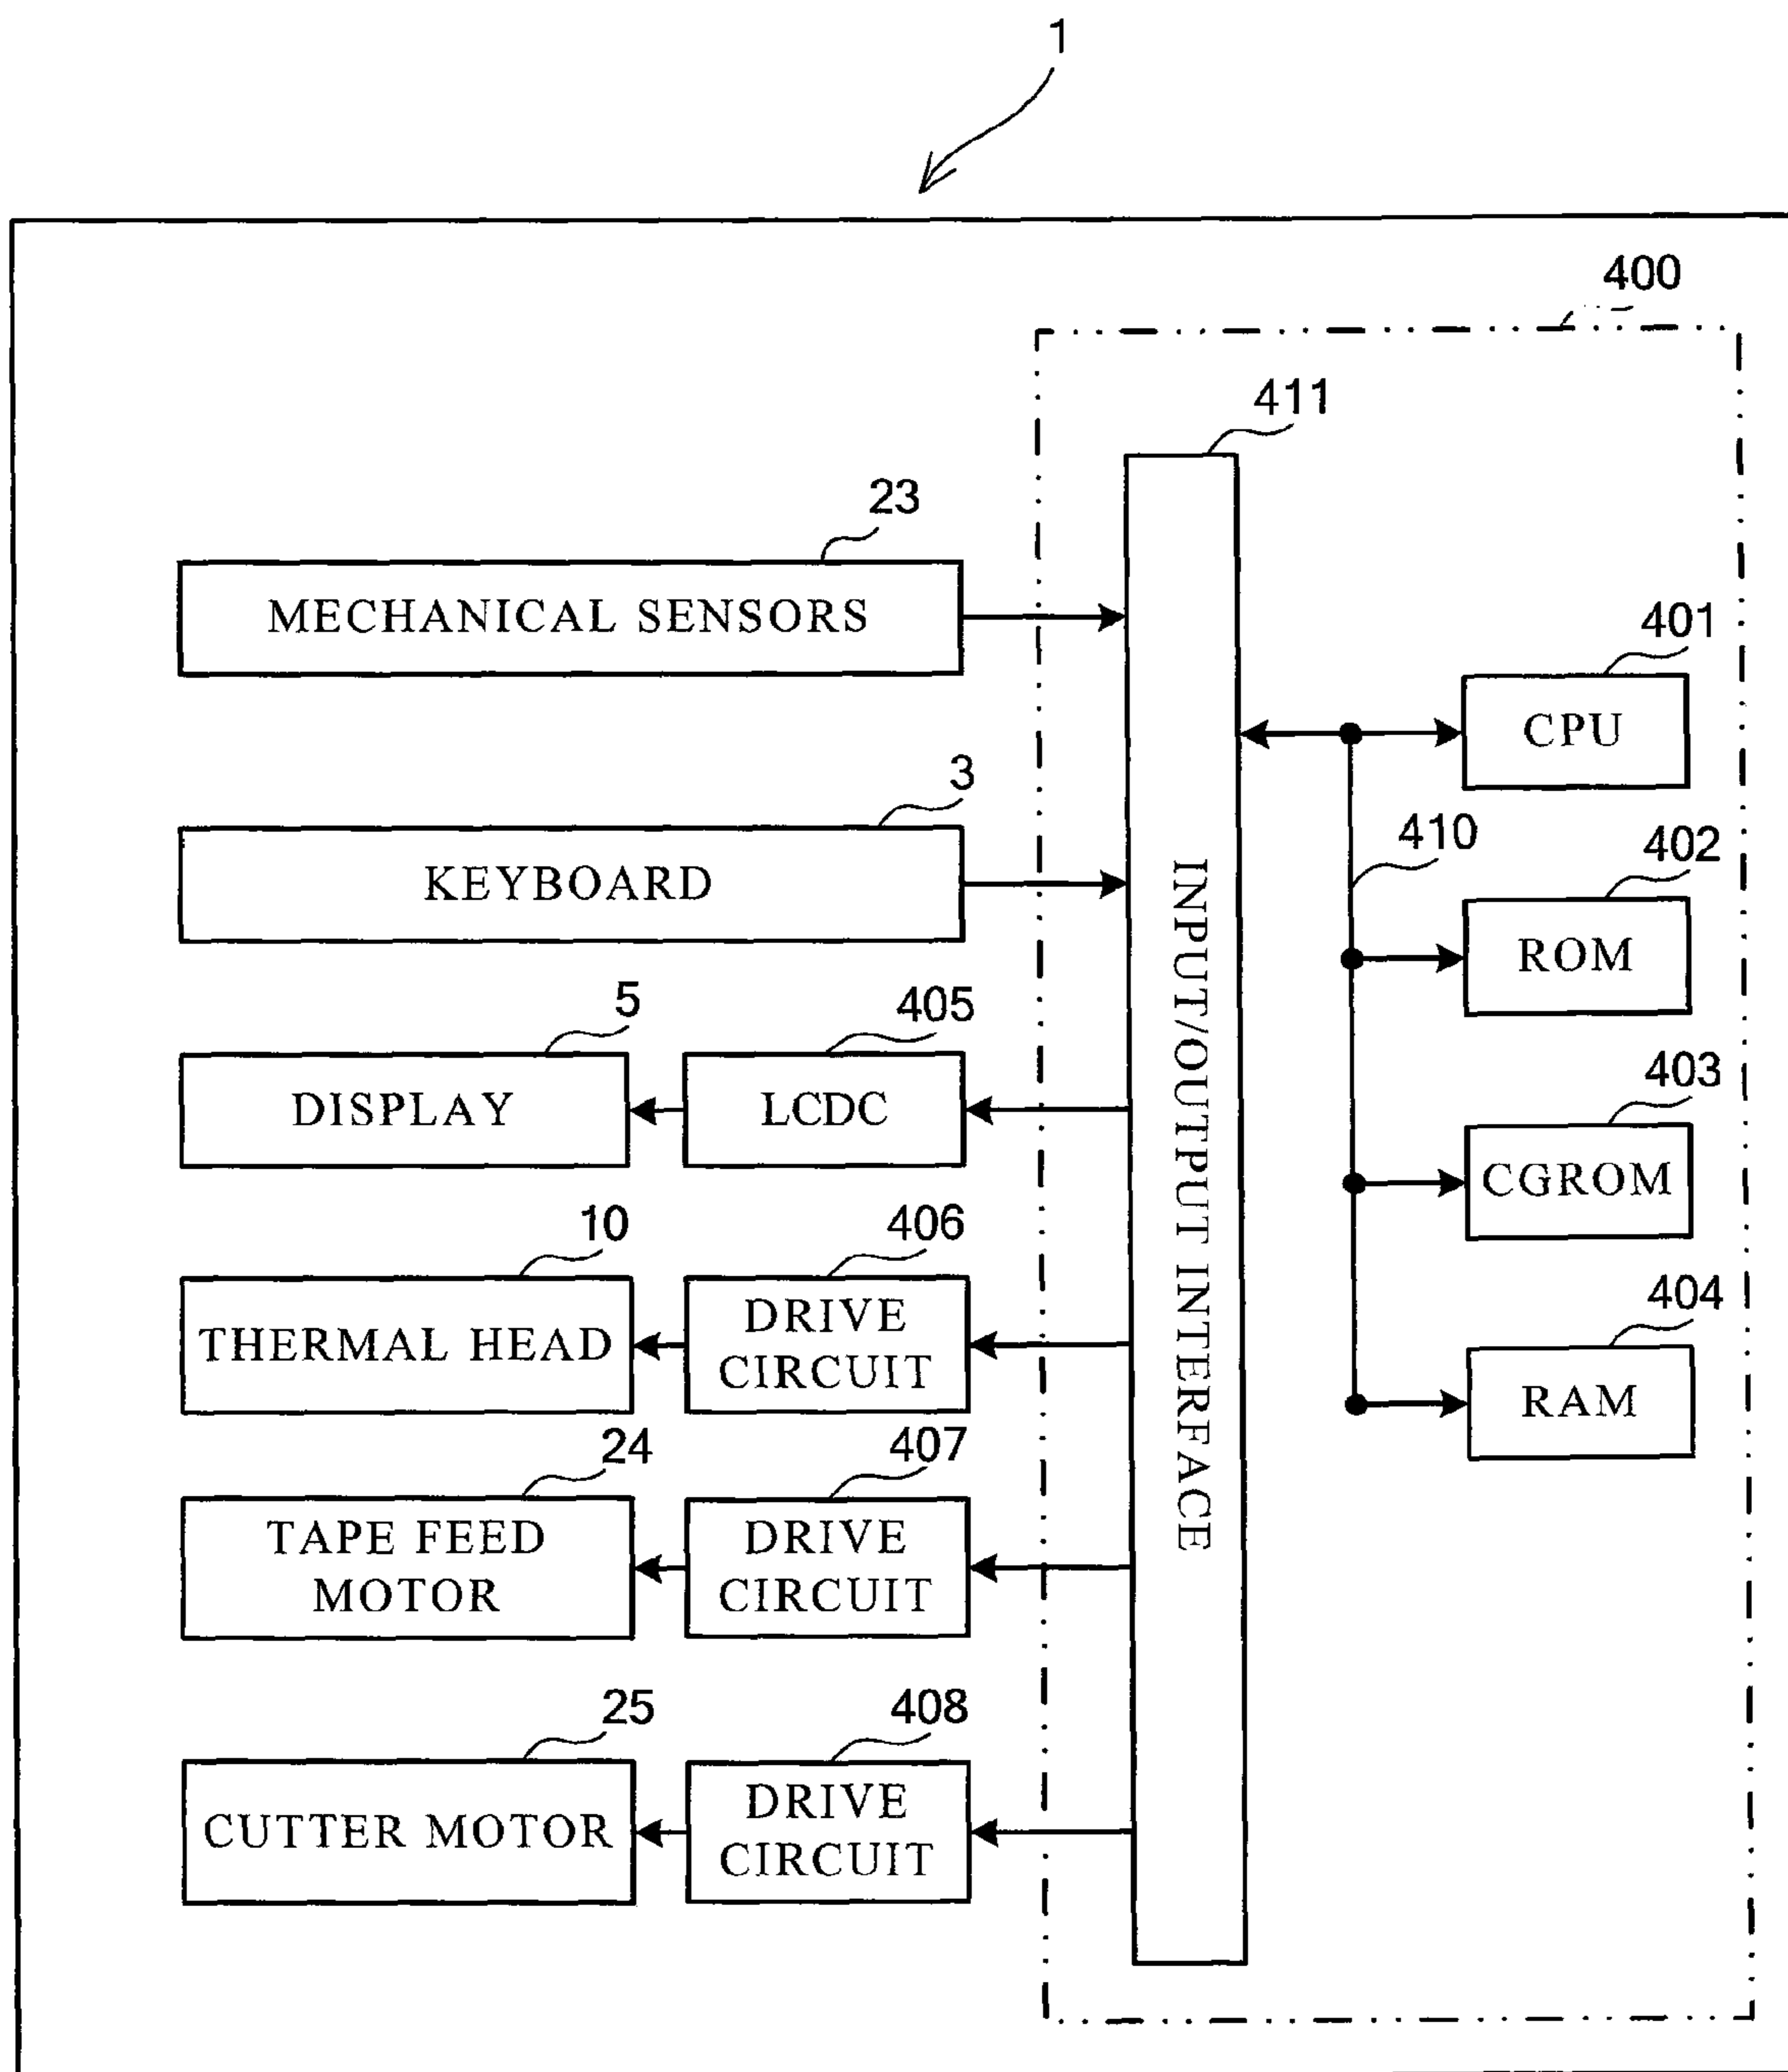 1
400
411
23
MECHANICAL SENSORS
401
CPU
3
KEYBOARD
410
402
ROM
INPUT/OUTPUT INTERFACE
5
DISPLAY
405
LCDC
403
CGROM
10
THERMAL HEAD
406
DRIVE
CIRCUIT
404
RAM
24
TAPE FEED
MOTOR
407
DRIVE
CIRCUIT
25
CUTTER MOTOR
408
DRIVE
CIRCUIT